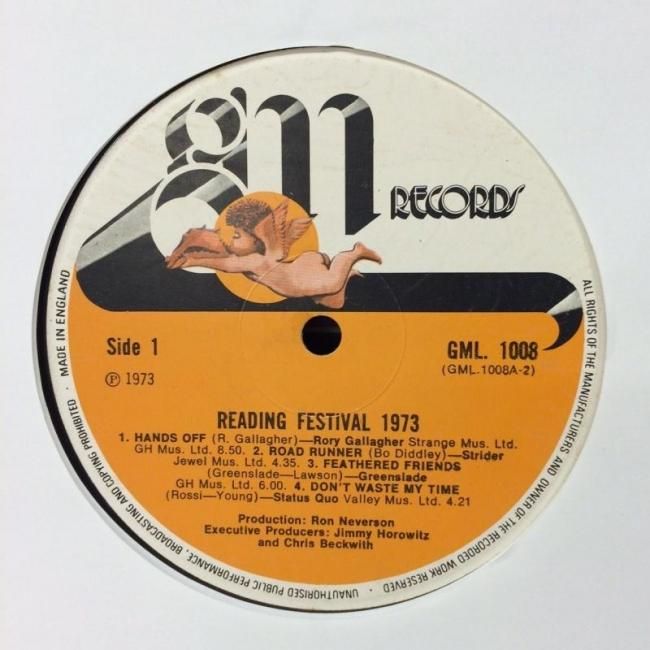 gm RECORDS
Side 1
GML. 1008
(GML.1008A-2)
Ⓟ 1973
READING FESTiVAL 1973
1. HANDS OFF (R. Gallagher)—Rory Gallagher Strange Mus. Ltd.
GH Mus. Ltd. 8.50. 2. ROAD RUNNER (Bo Diddley)—Strider
Jewel Mus. Ltd. 4.35. 3. FEATHERED FRIENDS
(Greenslade—Lawson)—Greenslade
GH Mus. Ltd. 6.00. 4. DON'T WASTE MY TIME
(Rossi—Young)—Status Quo Valley Mus. Ltd. 4.21
Production: Ron Neverson
Executive Producers: Jimmy Horowitz
and Chris Beckwith
ALL RIGHTS OF THE MANUFACTURERS AND OWNER OF THE RECORDED WORK RESERVED · UNAUTHORISED PUBLIC PERFORMANCE, BROADCASTING AND COPYING PROHIBITED · MADE IN ENGLAND